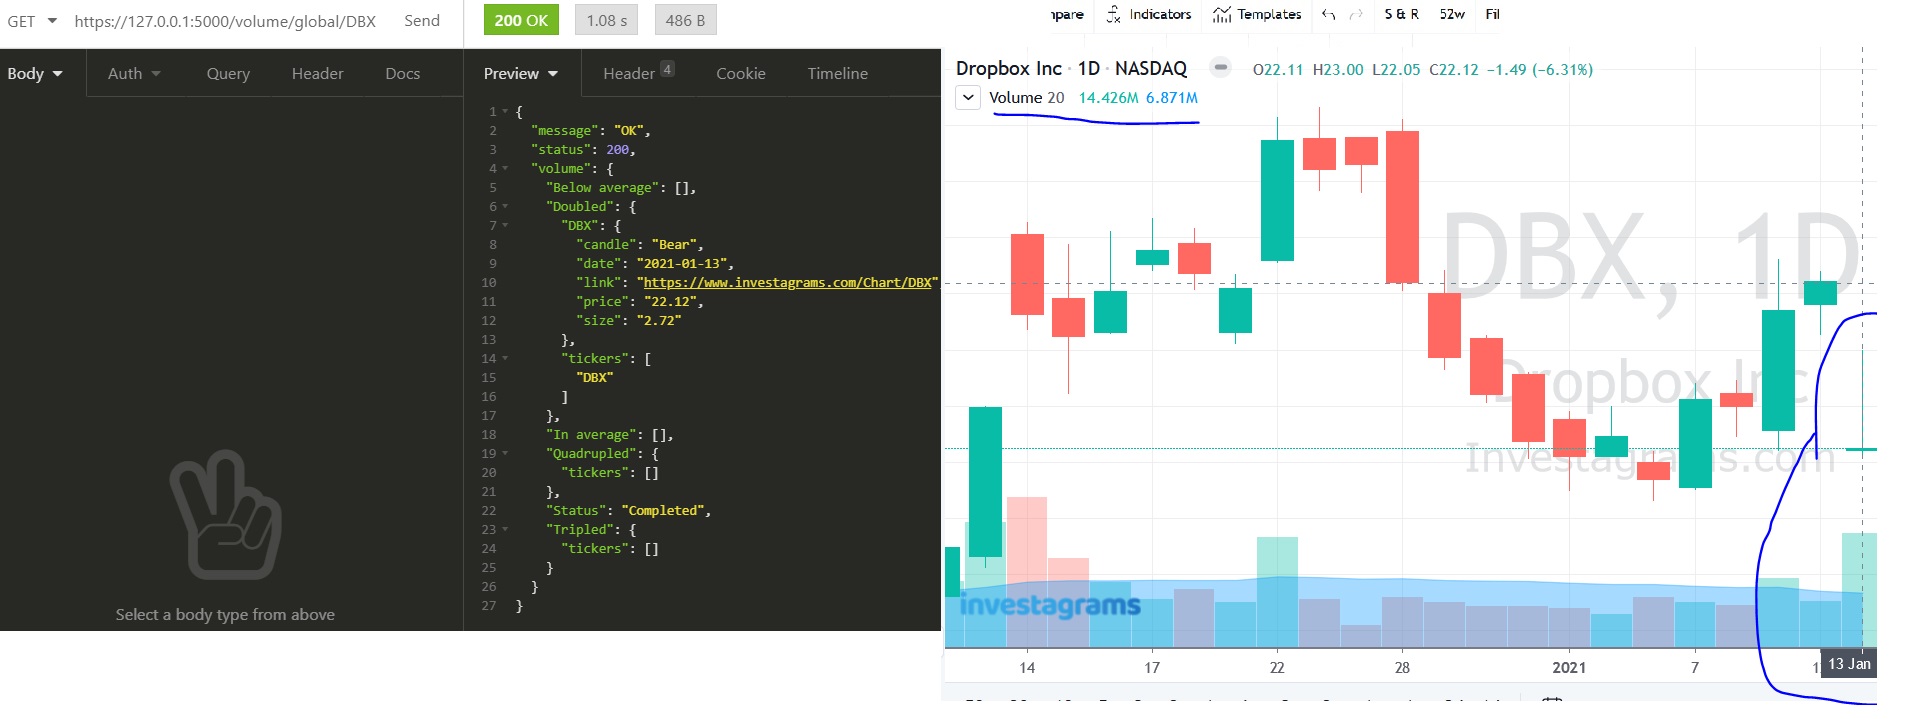 GET https://127.0.0.1:5000/volume/global/DBX Send
200 OK 1.08 s 486 B
Indicators Templates S & R 52w
Body Auth Query Header Docs
Preview Header 4 Cookie Timeline
1 {
2 "message": "OK",
3 "status": 200,
4 "volume": {
5 "Below average": [],
6 "Doubled": {
7 "DBX": {
8 "candle": "Bear",
9 "date": "2021-01-13",
10 "link": "https://www.investagrams.com/Chart/DBX"
11 "price": "22.12",
12 "size": "2.72"
13 },
14 "tickers": [
15 "DBX"
16 ]
17 },
18 "In average": [],
19 "Quadrupled": {
20 "tickers": []
21 },
22 "Status": "Completed",
23 "Tripled": {
24 "tickers": []
25 }
26 }
27 }
Select a body type from above
Dropbox Inc · 1D · NASDAQ O22.11 H23.00 L22.05 C22.12 −1.49 (−6.31%)
Volume 20 14.426M 6.871M
DBX, 1D
Dropbox Inc
Investagrams.com
investagrams
14 17 22 28 2021 7 13 Jan